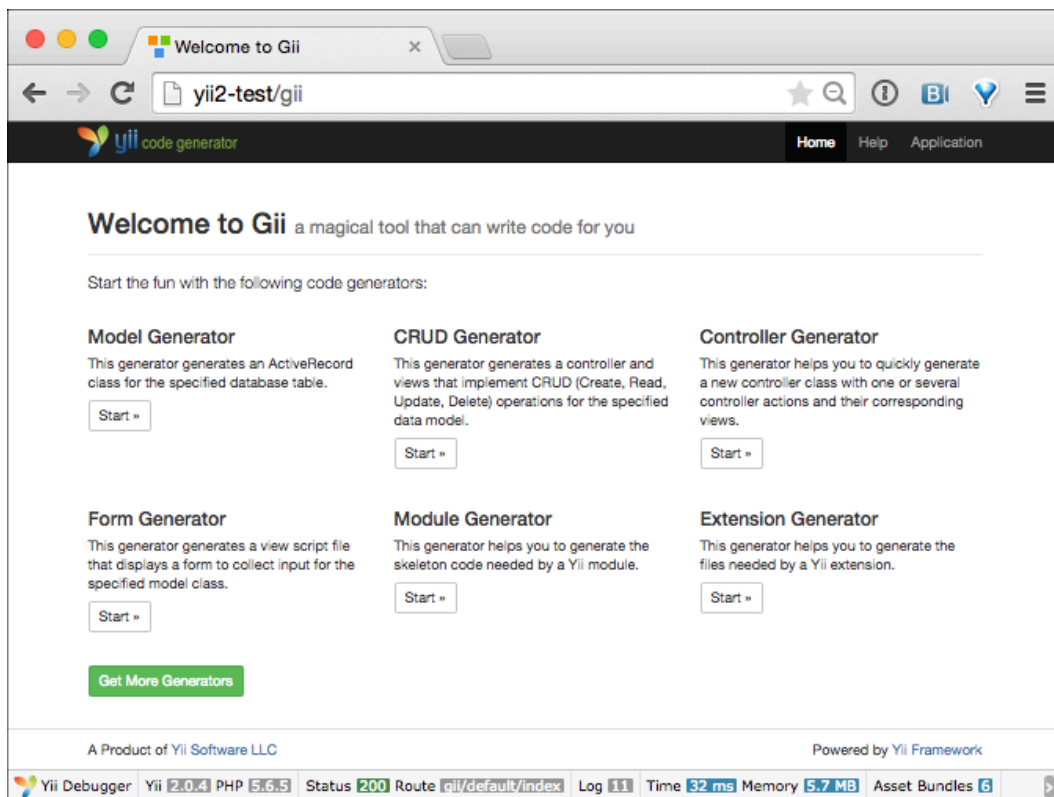 Welcome to Gii
yii2-test/gii
yii code generator
Home Help Application
Welcome to Gii a magical tool that can write code for you
Start the fun with the following code generators:
Model Generator
This generator generates an ActiveRecord
class for the specified database table.
Start »
CRUD Generator
This generator generates a controller and
views that implement CRUD (Create, Read,
Update, Delete) operations for the specified
data model.
Start »
Controller Generator
This generator helps you to quickly generate
a new controller class with one or several
controller actions and their corresponding
views.
Start »
Form Generator
This generator generates a view script file
that displays a form to collect input for the
specified model class.
Start »
Module Generator
This generator helps you to generate the
skeleton code needed by a Yii module.
Start »
Extension Generator
This generator helps you to generate the
files needed by a Yii extension.
Start »
Get More Generators
A Product of Yii Software LLC
Powered by Yii Framework
Yii Debugger Yii 2.0.4 PHP 5.6.5 Status 200 Route gii/default/index Log 11 Time 32 ms Memory 5.7 MB Asset Bundles 6